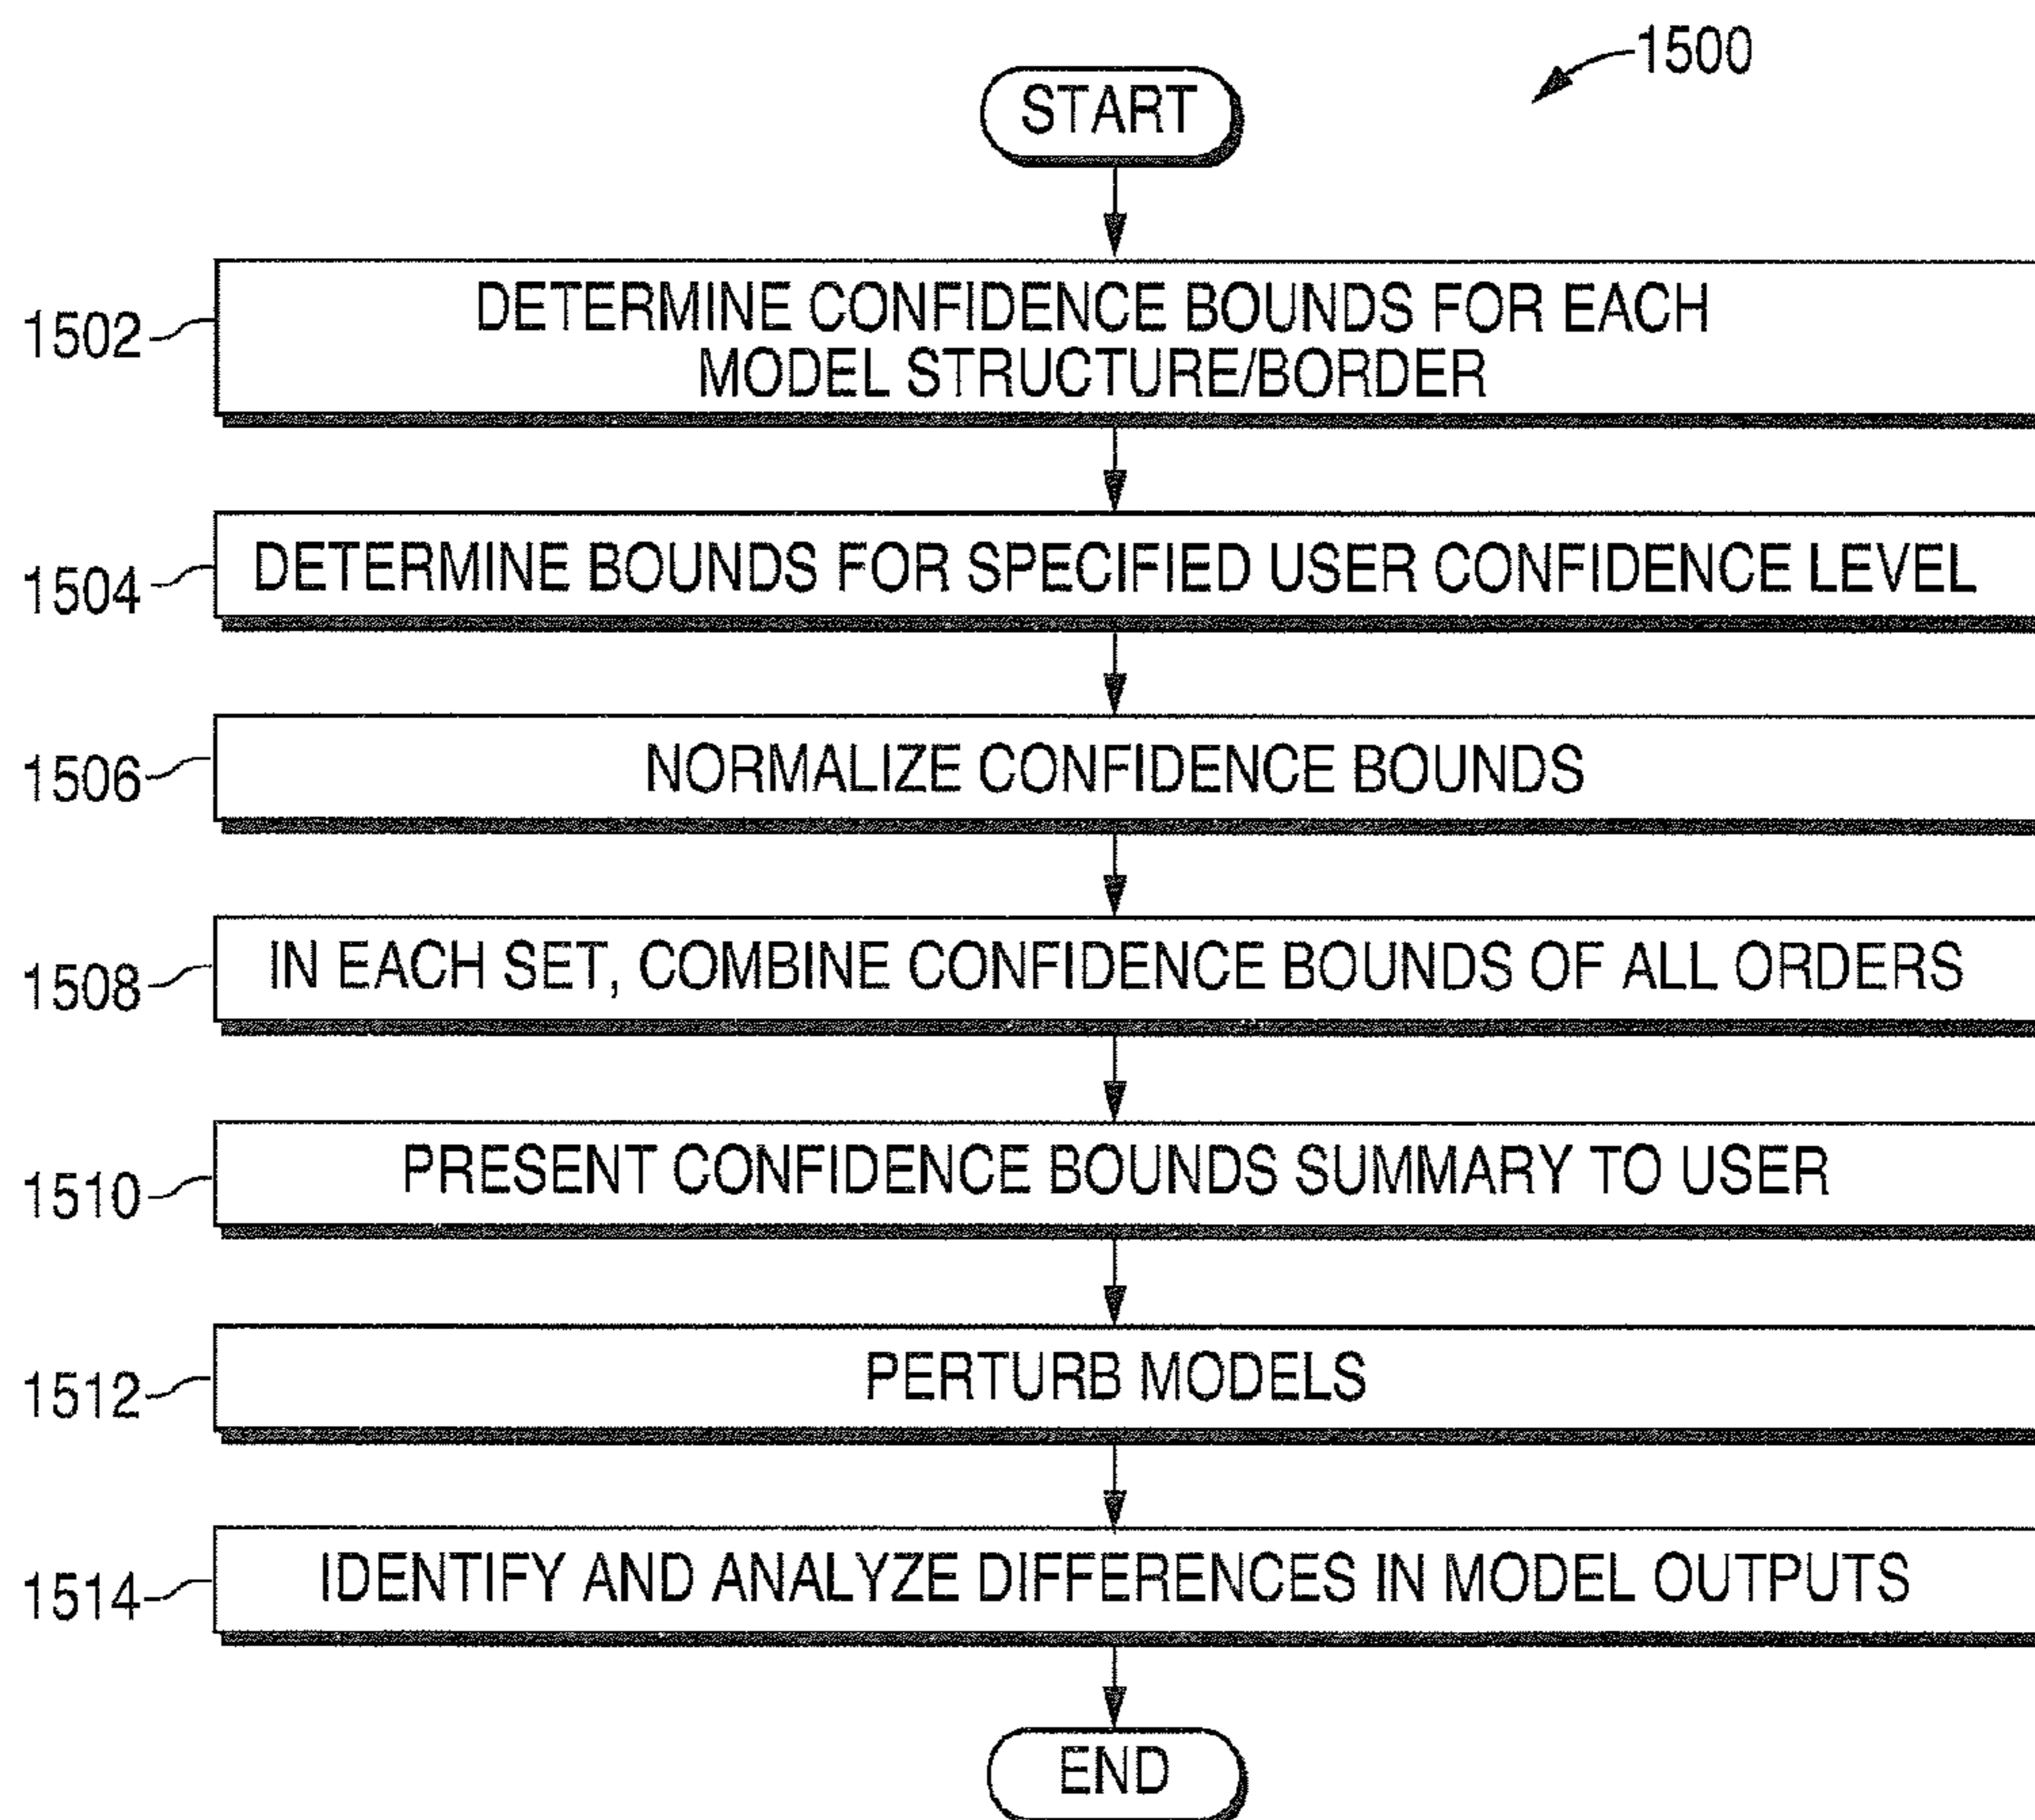 1500
START
1502
DETERMINE CONFIDENCE BOUNDS FOR EACH
MODEL STRUCTURE/BORDER
1504
DETERMINE BOUNDS FOR SPECIFIED USER CONFIDENCE LEVEL
1506
NORMALIZE CONFIDENCE BOUNDS
1508
IN EACH SET, COMBINE CONFIDENCE BOUNDS OF ALL ORDERS
1510
PRESENT CONFIDENCE BOUNDS SUMMARY TO USER
1512
PERTURB MODELS
1514
IDENTIFY AND ANALYZE DIFFERENCES IN MODEL OUTPUTS
END